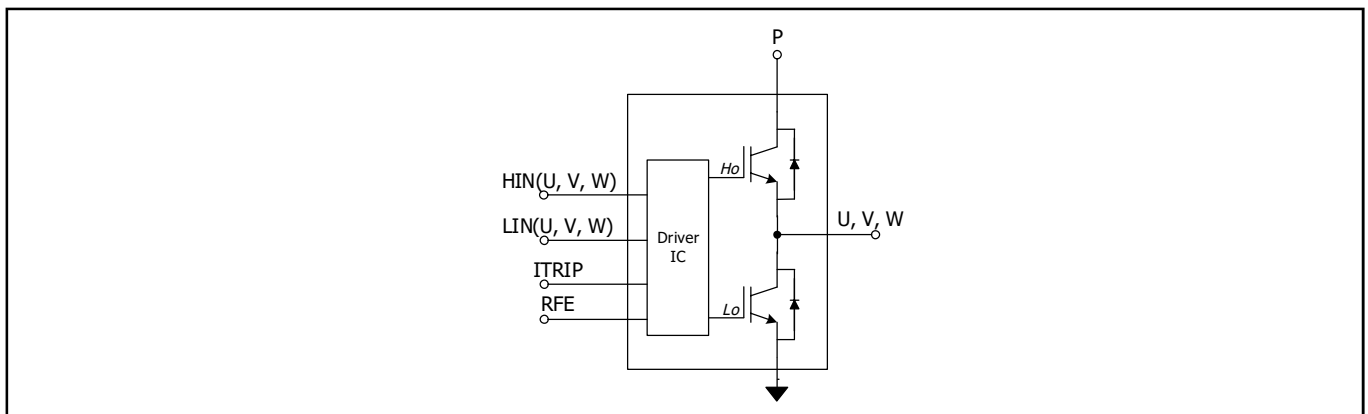 P
Ho
HIN(U, V, W)
U, V, W
LIN(U, V, W)
Driver
IC
ITRIP
RFE
Lo